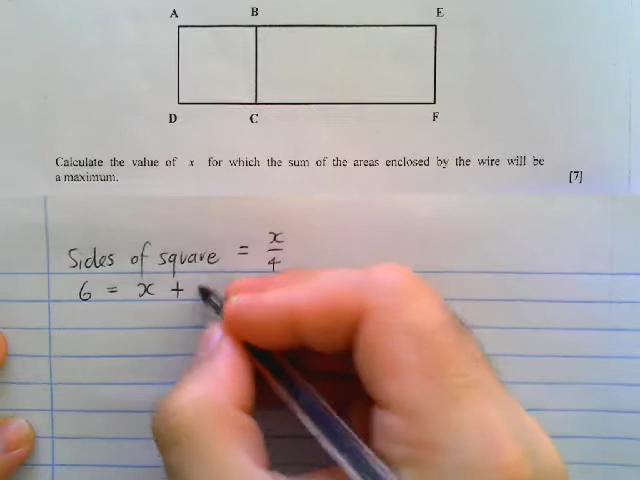 A B E
D C F
Calculate the value of x for which the sum of the areas enclosed by the wire will be
a maximum. [7]
Sides of square = x/4
6 = x +